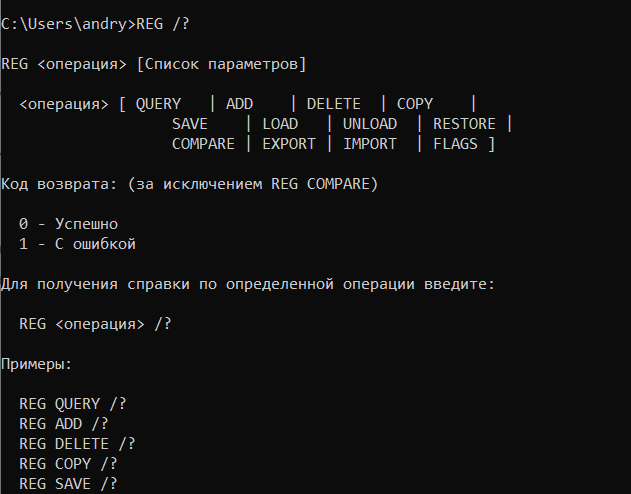 C:\Users\andry>REG /?
REG <операция> [Список параметров]
<операция> [ QUERY | ADD | DELETE | COPY |
SAVE | LOAD | UNLOAD | RESTORE |
COMPARE | EXPORT | IMPORT | FLAGS ]
Код возврата: (за исключением REG COMPARE)
0 - Успешно
1 - С ошибкой
Для получения справки по определенной операции введите:
REG <операция> /?
Примеры:
REG QUERY /?
REG ADD /?
REG DELETE /?
REG COPY /?
REG SAVE /?